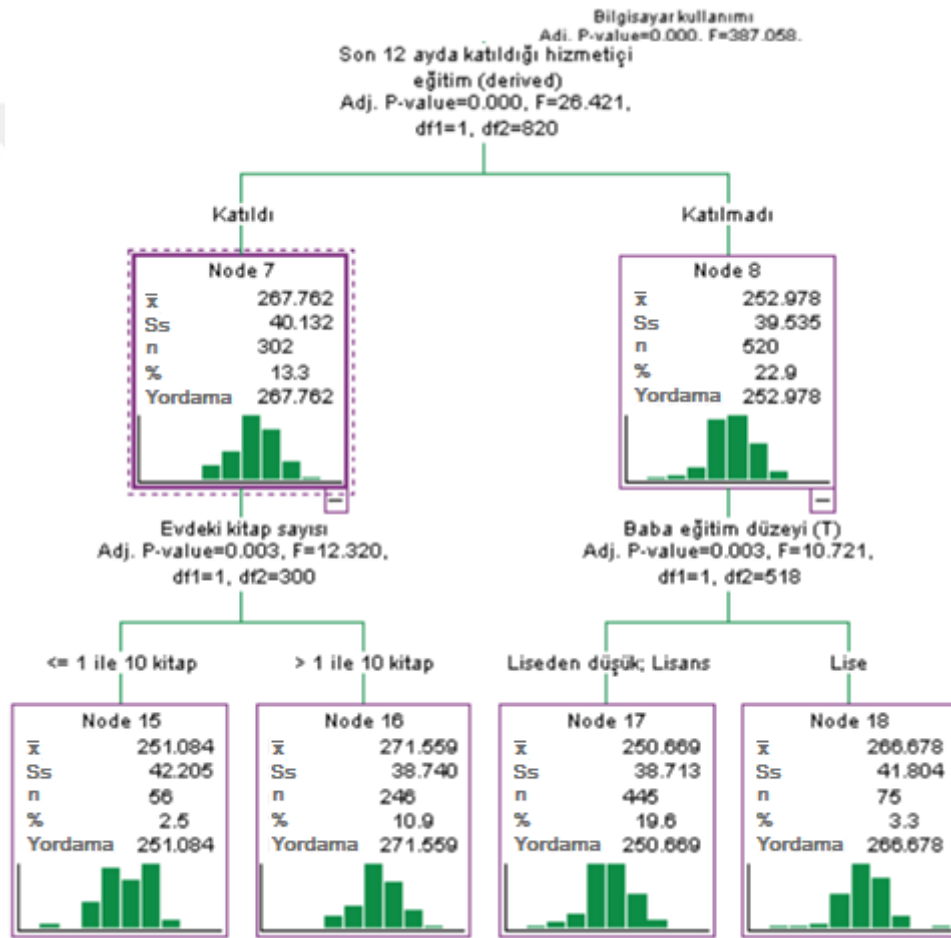 Bilgisayar kullanımı
Adj. P-value=0.000. F=387.058.
Son 12 ayda katıldığı hizmetiçi
eğitim (derived)
Adj. P-value=0.000, F=26.421,
df1=1, df2=820
Katıldı
Katılmadı
Node 7
x̄ 267.762
Ss 40.132
n 302
% 13.3
Yordama 267.762
Node 8
x̄ 252.978
Ss 39.535
n 520
% 22.9
Yordama 252.978
Evdeki kitap sayısı
Adj. P-value=0.003, F=12.320,
df1=1, df2=300
Baba eğitim düzeyi (T)
Adj. P-value=0.003, F=10.721,
df1=1, df2=518
<= 1 ile 10 kitap
> 1 ile 10 kitap
Liseden düşük; Lisans
Lise
Node 15
x̄ 251.084
Ss 42.205
n 56
% 2.5
Yordama 251.084
Node 16
x̄ 271.559
Ss 38.740
n 246
% 10.9
Yordama 271.559
Node 17
x̄ 250.669
Ss 38.713
n 445
% 19.6
Yordama 250.669
Node 18
x̄ 266.678
Ss 41.804
n 75
% 3.3
Yordama 266.678